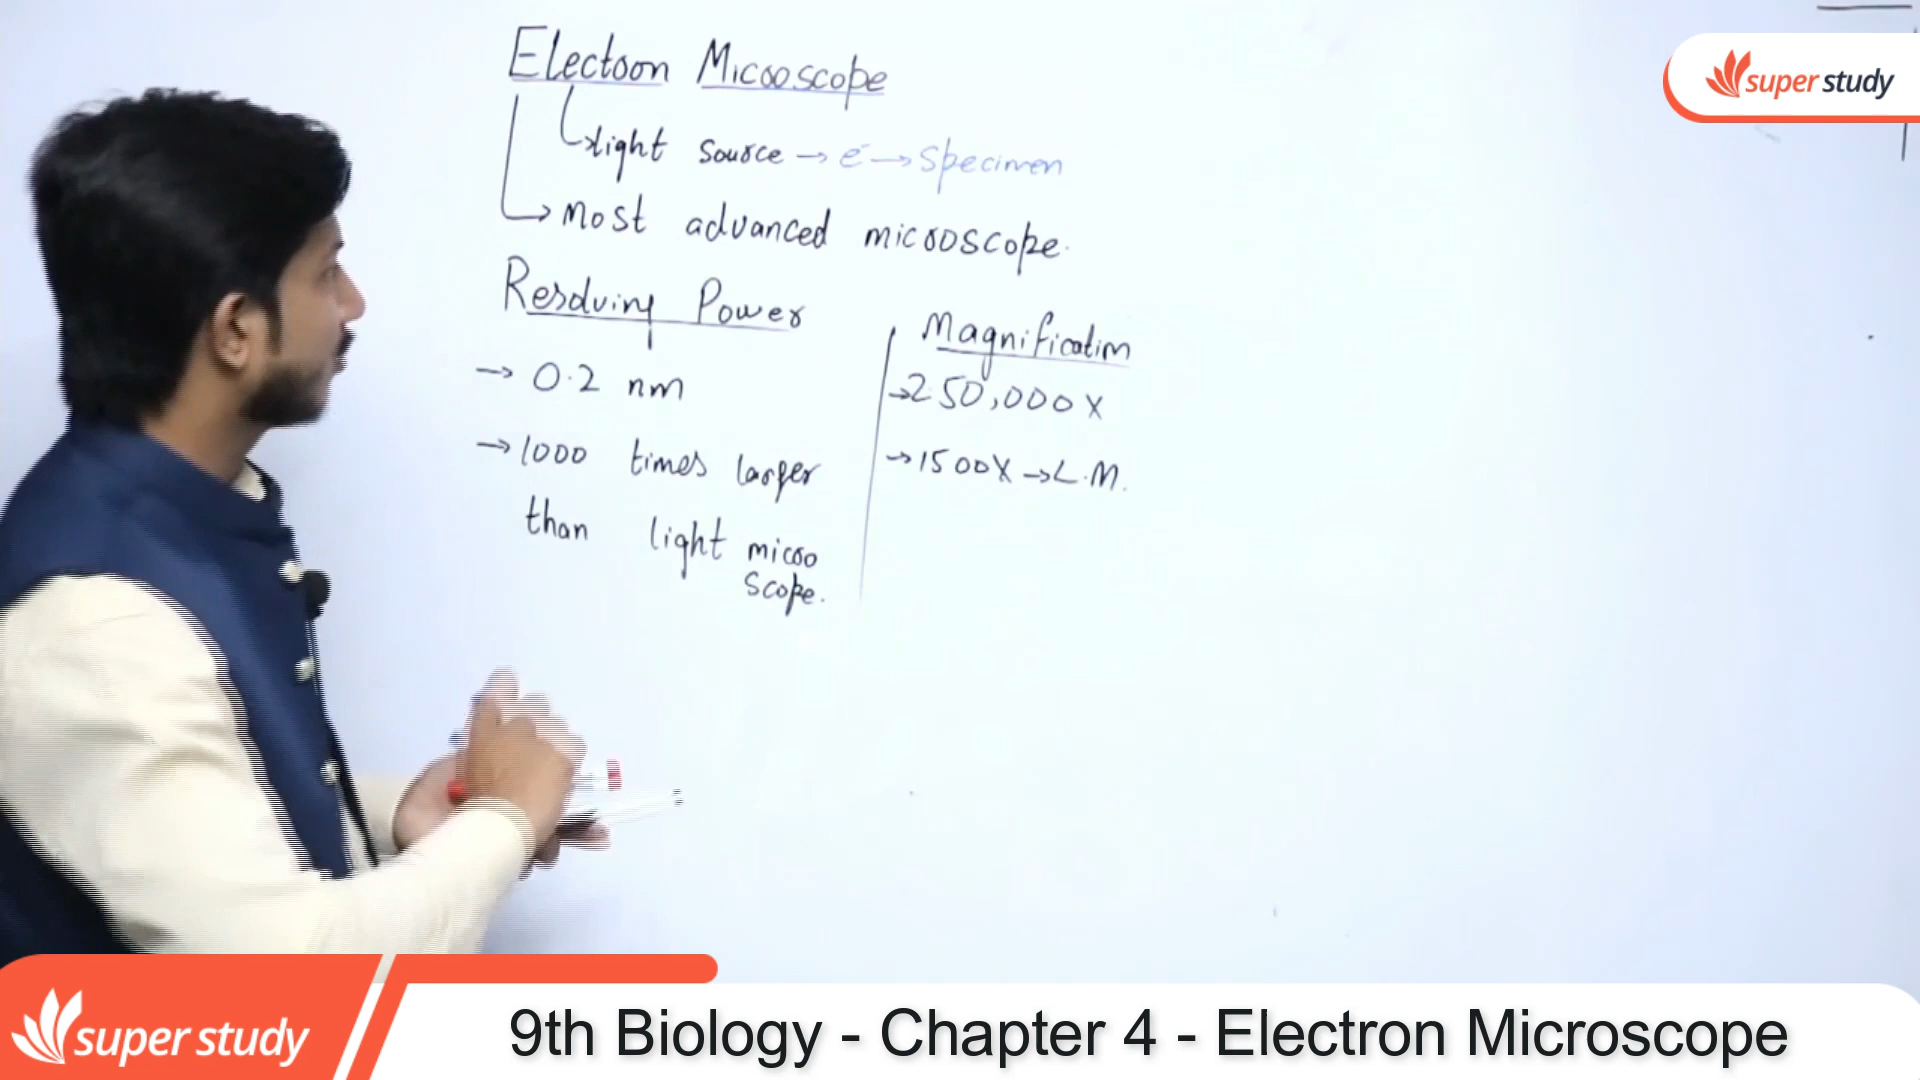 Electron Microscope
light source → e⁻ → Specimen
→ most advanced microscope.
Resolving Power
→ 0.2 nm
→ 1000 times larger
than light micro
scope.
Magnification
→ 250,000 X
→ 1500X → L.M.
super study
super study
9th Biology - Chapter 4 - Electron Microscope